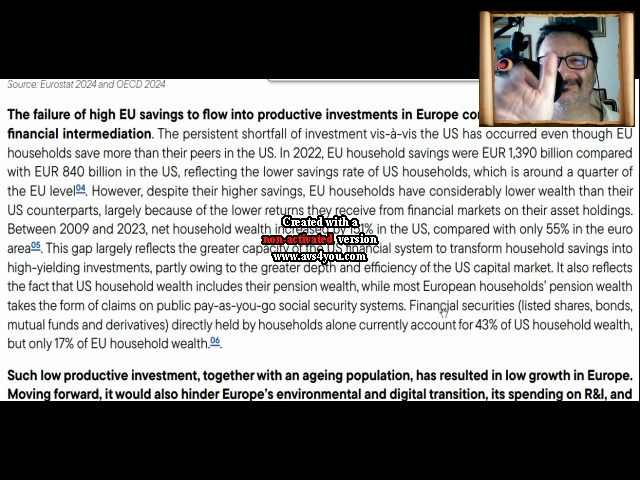 Source: Eurostat 2024 and OECD 2024
The failure of high EU savings to flow into productive investments in Europe
financial intermediation. The persistent shortfall of investment vis-à-vis the US has occurred even though EU
households save more than their peers in the US. In 2022, EU household savings were EUR 1,390 billion compared
with EUR 840 billion in the US, reflecting the lower savings rate of US households, which is around a quarter of
the EU level04. However, despite their higher savings, EU households have considerably lower wealth than their
US counterparts, largely because of the lower returns they receive from financial markets on their asset holdings.
Between 2009 and 2023, net household wealth increased by 151% in the US, compared with only 55% in the euro
area05. This gap largely reflects the greater capacity of the US financial system to transform household savings into
high-yielding investments, partly owing to the greater depth and efficiency of the US capital market. It also reflects
the fact that US household wealth includes their pension wealth, while most European households' pension wealth
takes the form of claims on public pay-as-you-go social security systems. Financial securities (listed shares, bonds,
mutual funds and derivatives) directly held by households alone currently account for 43% of US household wealth,
but only 17% of EU household wealth.06.
Such low productive investment, together with an ageing population, has resulted in low growth in Europe.
Moving forward, it would also hinder Europe's environmental and digital transition, its spending on R&I, and
Created with a
non-activated version
www.avs4you.com